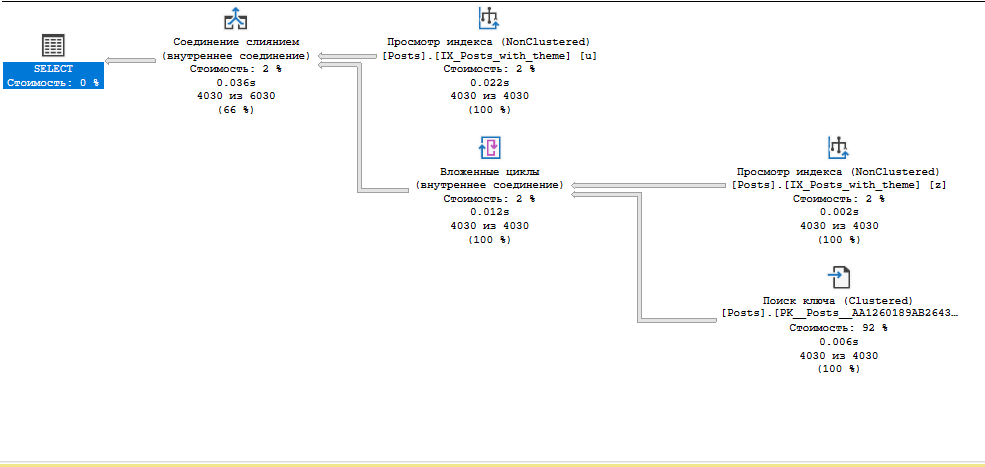 SELECT
Стоимость: 0 %
Соединение слиянием
(внутреннее соединение)
Стоимость: 2 %
0.036s
4030 из 6030
(66 %)
Просмотр индекса (NonClustered)
[Posts].[IX_Posts_with_theme] [u]
Стоимость: 2 %
0.022s
4030 из 4030
(100 %)
Вложенные циклы
(внутреннее соединение)
Стоимость: 2 %
0.012s
4030 из 4030
(100 %)
Просмотр индекса (NonClustered)
[Posts].[IX_Posts_with_theme] [z]
Стоимость: 2 %
0.002s
4030 из 4030
(100 %)
Поиск ключа (Clustered)
[Posts].[PK__Posts__AA1260189AB2643…
Стоимость: 92 %
0.006s
4030 из 4030
(100 %)